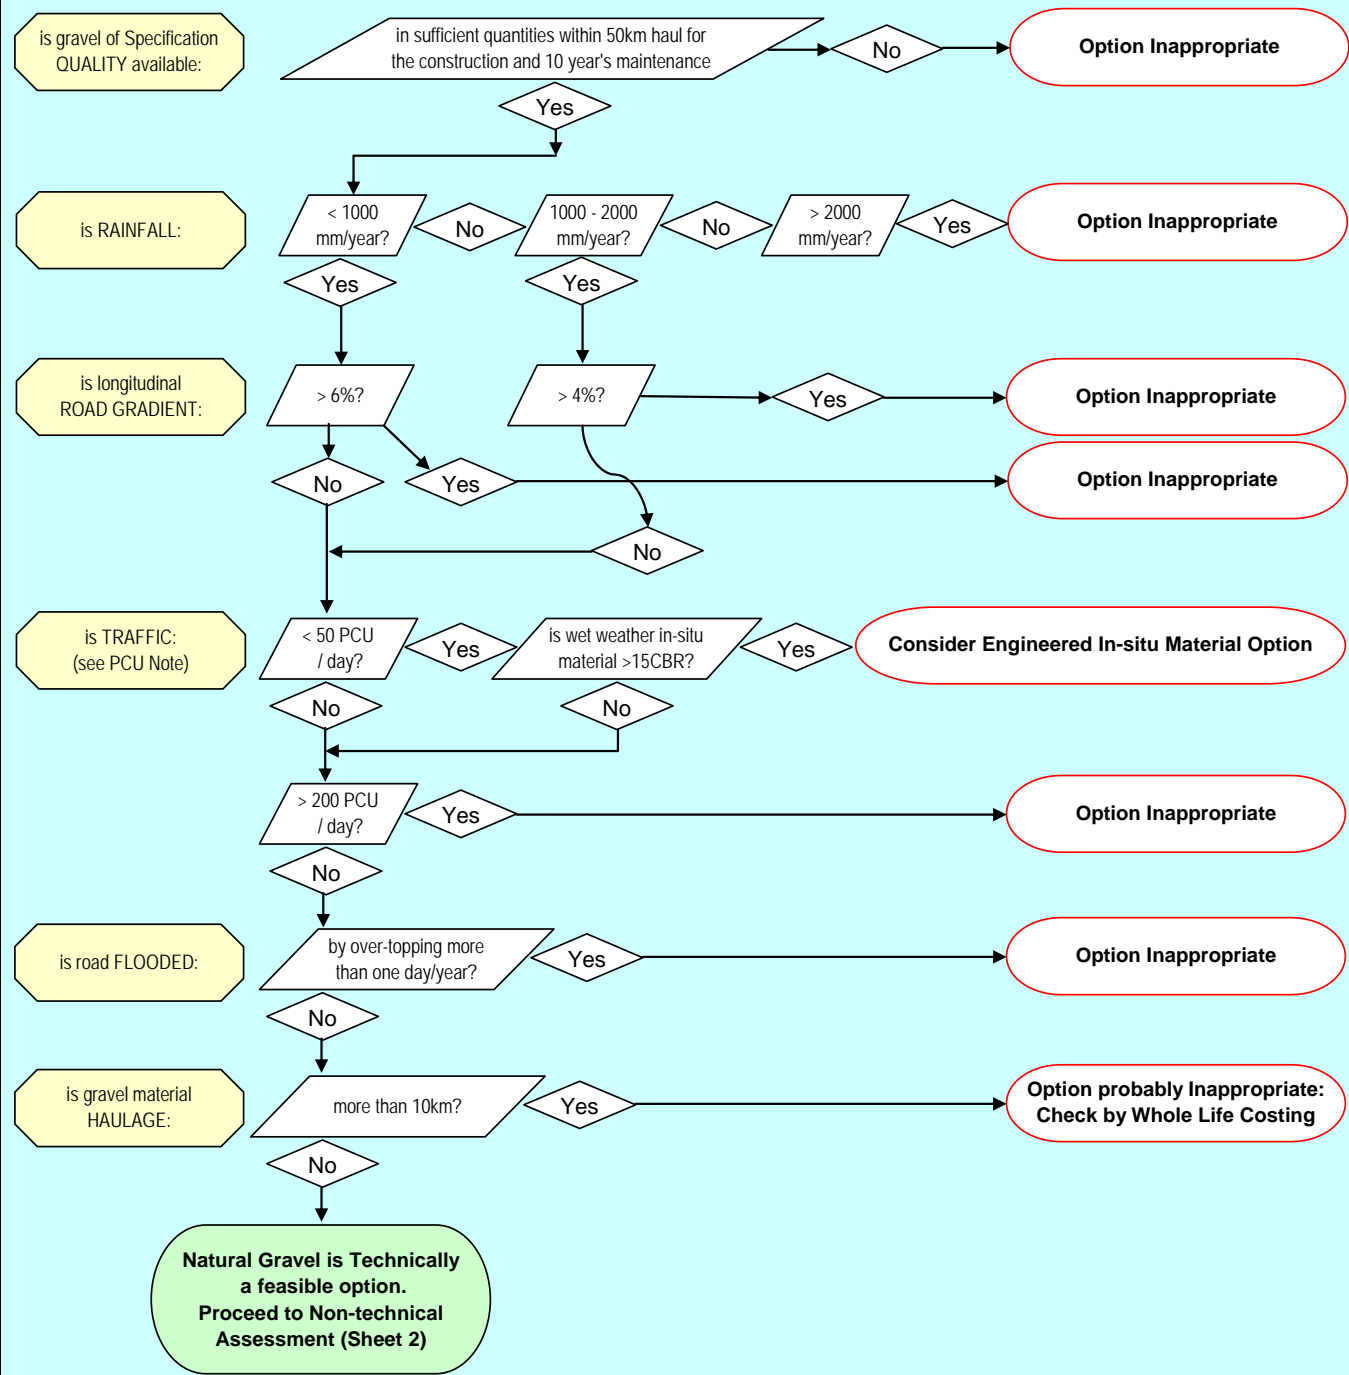 is gravel of Specification
QUALITY available:
in sufficient quantities within 50km haul for
the construction and 10 year's maintenance
No
Option Inappropriate
Yes
is RAINFALL:
< 1000
mm/year?
No
1000 - 2000
mm/year?
No
> 2000
mm/year?
Yes
Option Inappropriate
Yes
Yes
is longitudinal
ROAD GRADIENT:
> 6%?
> 4%?
Yes
Option Inappropriate
No
Yes
Option Inappropriate
No
is TRAFFIC:
(see PCU Note)
< 50 PCU
/ day?
Yes
is wet weather in-situ
material >15CBR?
Yes
Consider Engineered In-situ Material Option
No
No
> 200 PCU
/ day?
Yes
Option Inappropriate
No
is road FLOODED:
by over-topping more
than one day/year?
Yes
Option Inappropriate
No
is gravel material
HAULAGE:
more than 10km?
Yes
Option probably Inappropriate:
Check by Whole Life Costing
No
Natural Gravel is Technically
a feasible option.
Proceed to Non-technical
Assessment (Sheet 2)